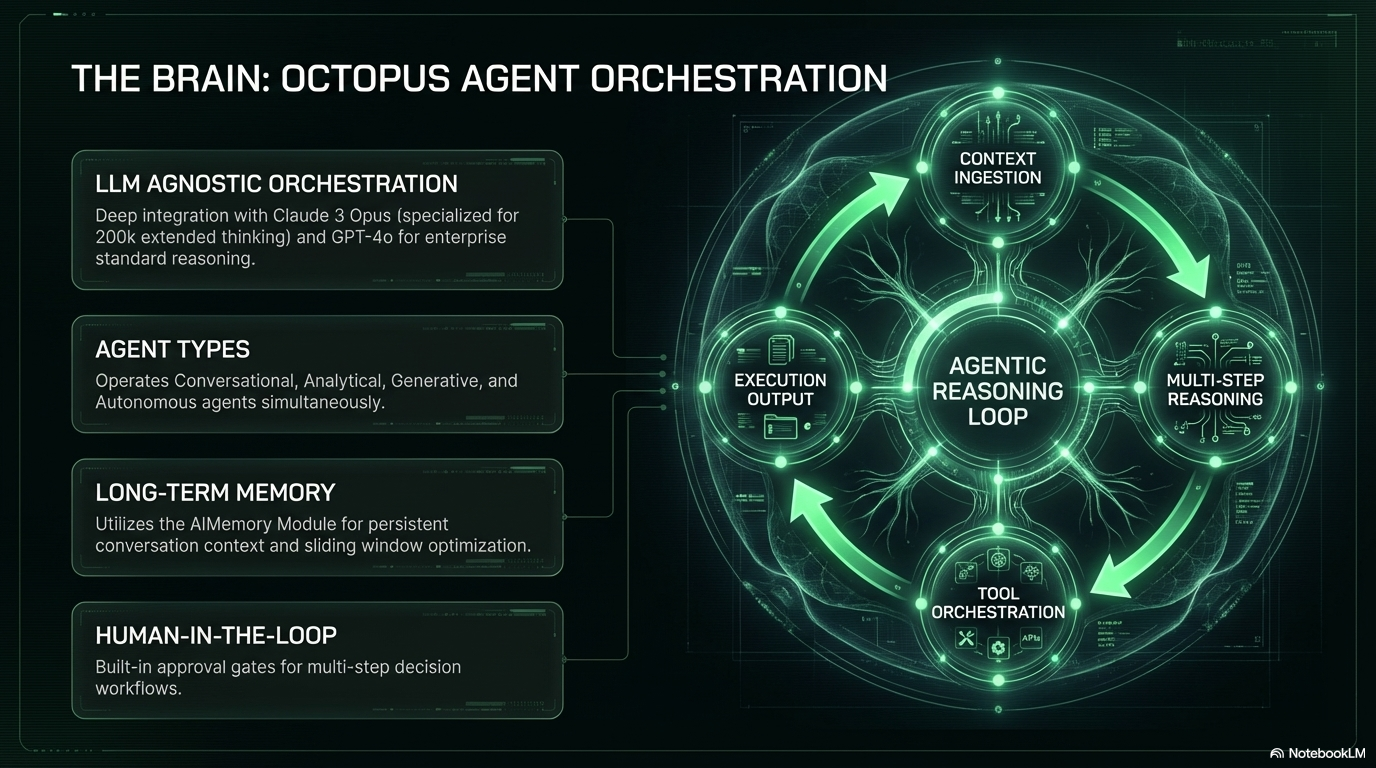 THE BRAIN: OCTOPUS AGENT ORCHESTRATION
LLM AGNOSTIC ORCHESTRATION
Deep integration with Claude 3 Opus (specialized for
200k extended thinking) and GPT-4o for enterprise
standard reasoning.
AGENT TYPES
Operates Conversational, Analytical, Generative, and
Autonomous agents simultaneously.
LONG-TERM MEMORY
Utilizes the AIMemory Module for persistent
conversation context and sliding window optimization.
HUMAN-IN-THE-LOOP
Built-in approval gates for multi-step decision
workflows.
CONTEXT
INGESTION
EXECUTION
OUTPUT
AGENTIC
REASONING
LOOP
MULTI-STEP
REASONING
TOOL
ORCHESTRATION
APIs
NotebookLM